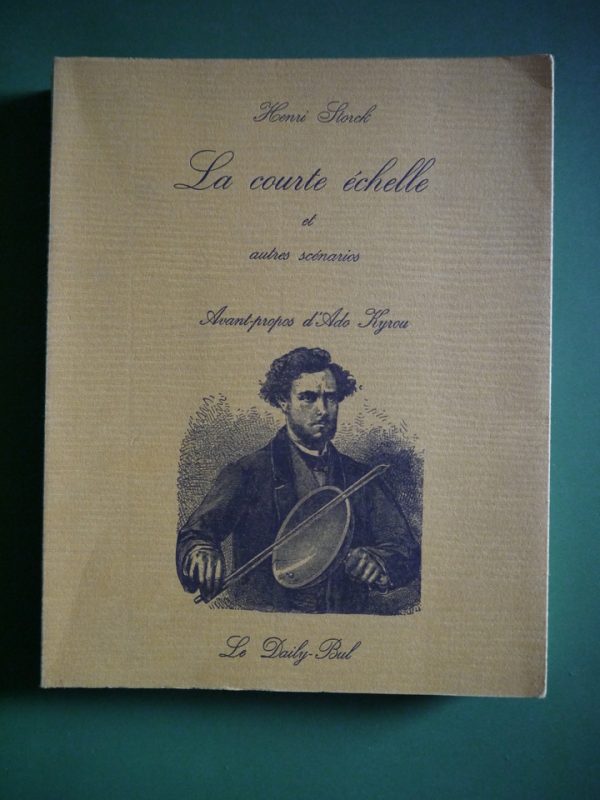 Henri Storck
La courte échelle
et
autres scénarios
Avant-propos d'Ado Kyrou
Le Daily-Bul